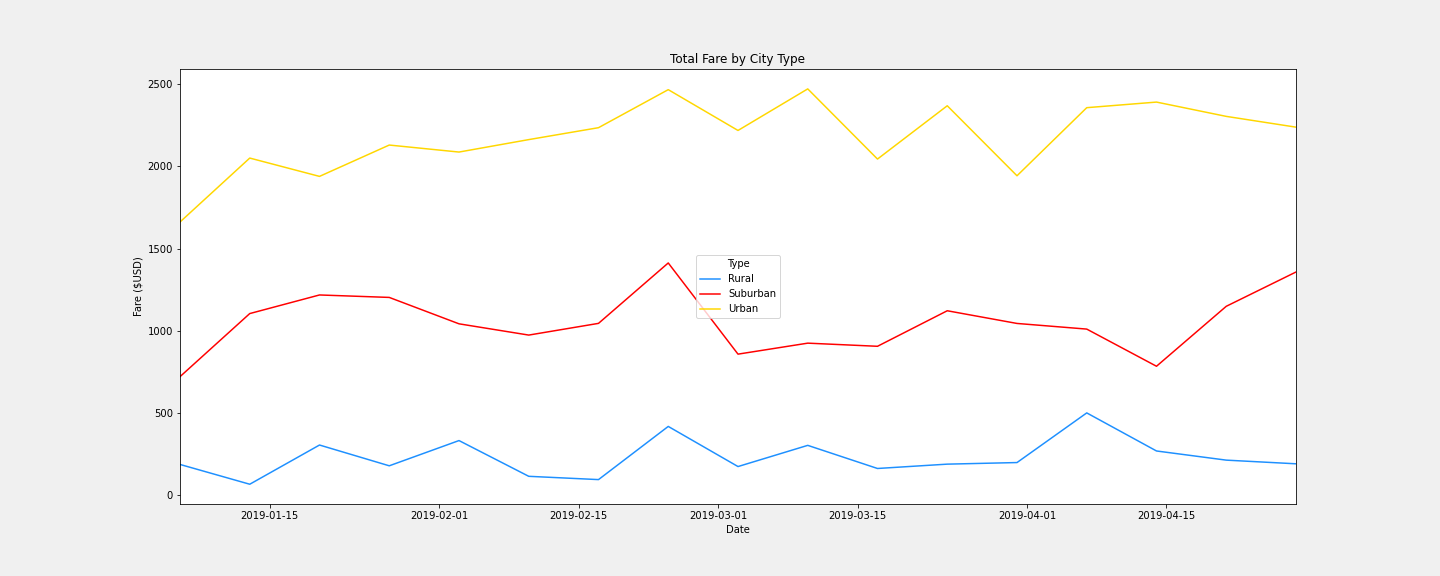 Total Fare by City Type
2500
2000
1500
1000
500
0
Fare ($USD)
Type
Rural
Suburban
Urban
2019-01-15
2019-02-01
2019-02-15
2019-03-01
2019-03-15
2019-04-01
2019-04-15
Date